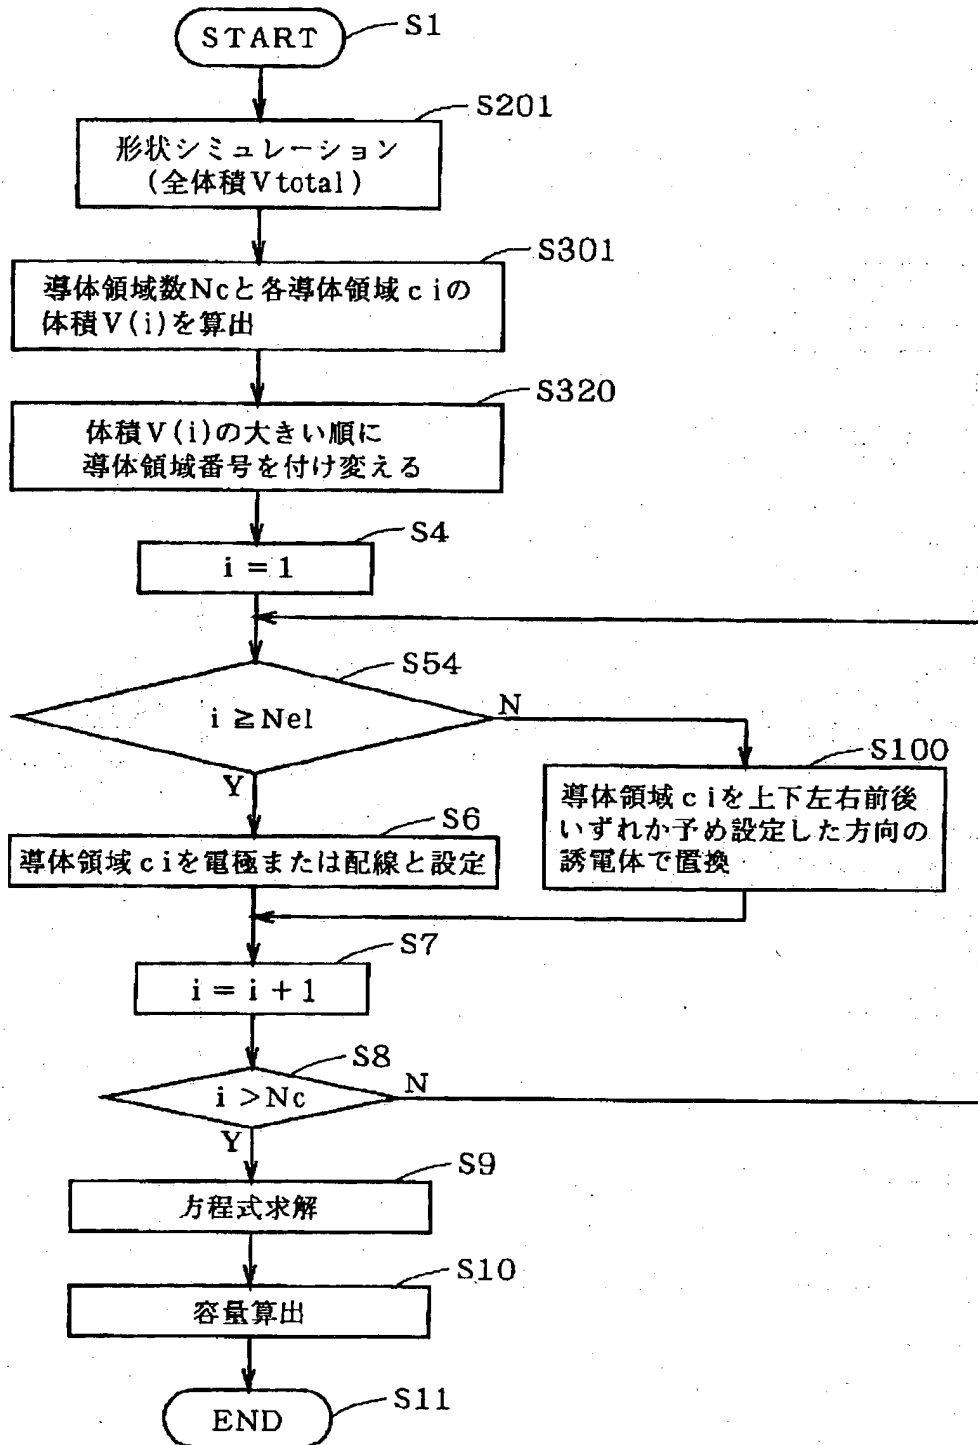 START
S1
S201
形状シミュレーション
(全体積Vtotal)
S301
導体領域数Ncと各導体領域ciの
体積V(i)を算出
S320
体積V(i)の大きい順に
導体領域番号を付け変える
S4
i = 1
S54
i ≧Nel
N
Y
S100
導体領域ciを上下左右前後
いずれか予め設定した方向の
誘電体で置換
S6
導体領域ciを電極または配線と設定
S7
i = i + 1
S8
i >Nc
N
Y
S9
方程式求解
S10
容量算出
END
S11